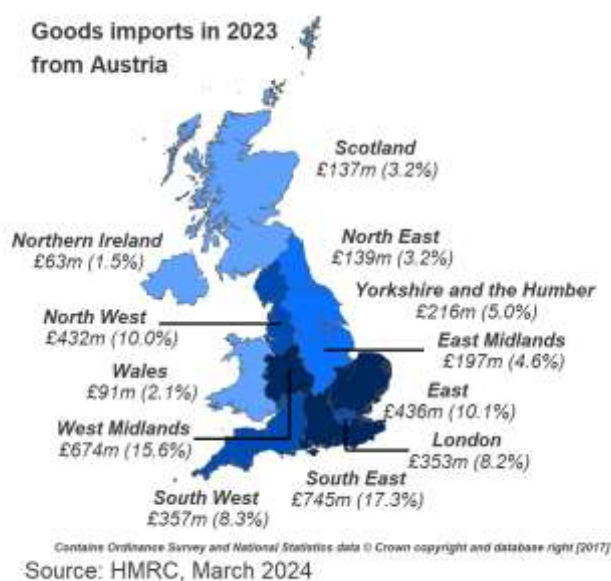 Goods imports in 2023
from Austria
Scotland
£137m (3.2%)
Northern Ireland
£63m (1.5%)
North East
£139m (3.2%)
Yorkshire and the Humber
£216m (5.0%)
North West
£432m (10.0%)
East Midlands
£197m (4.6%)
Wales
£91m (2.1%)
East
£436m (10.1%)
West Midlands
£674m (15.6%)
London
£353m (8.2%)
South West
£357m (8.3%)
South East
£745m (17.3%)
Contains Ordinance Survey and National Statistics data © Crown copyright and database right [2017]
Source: HMRC, March 2024